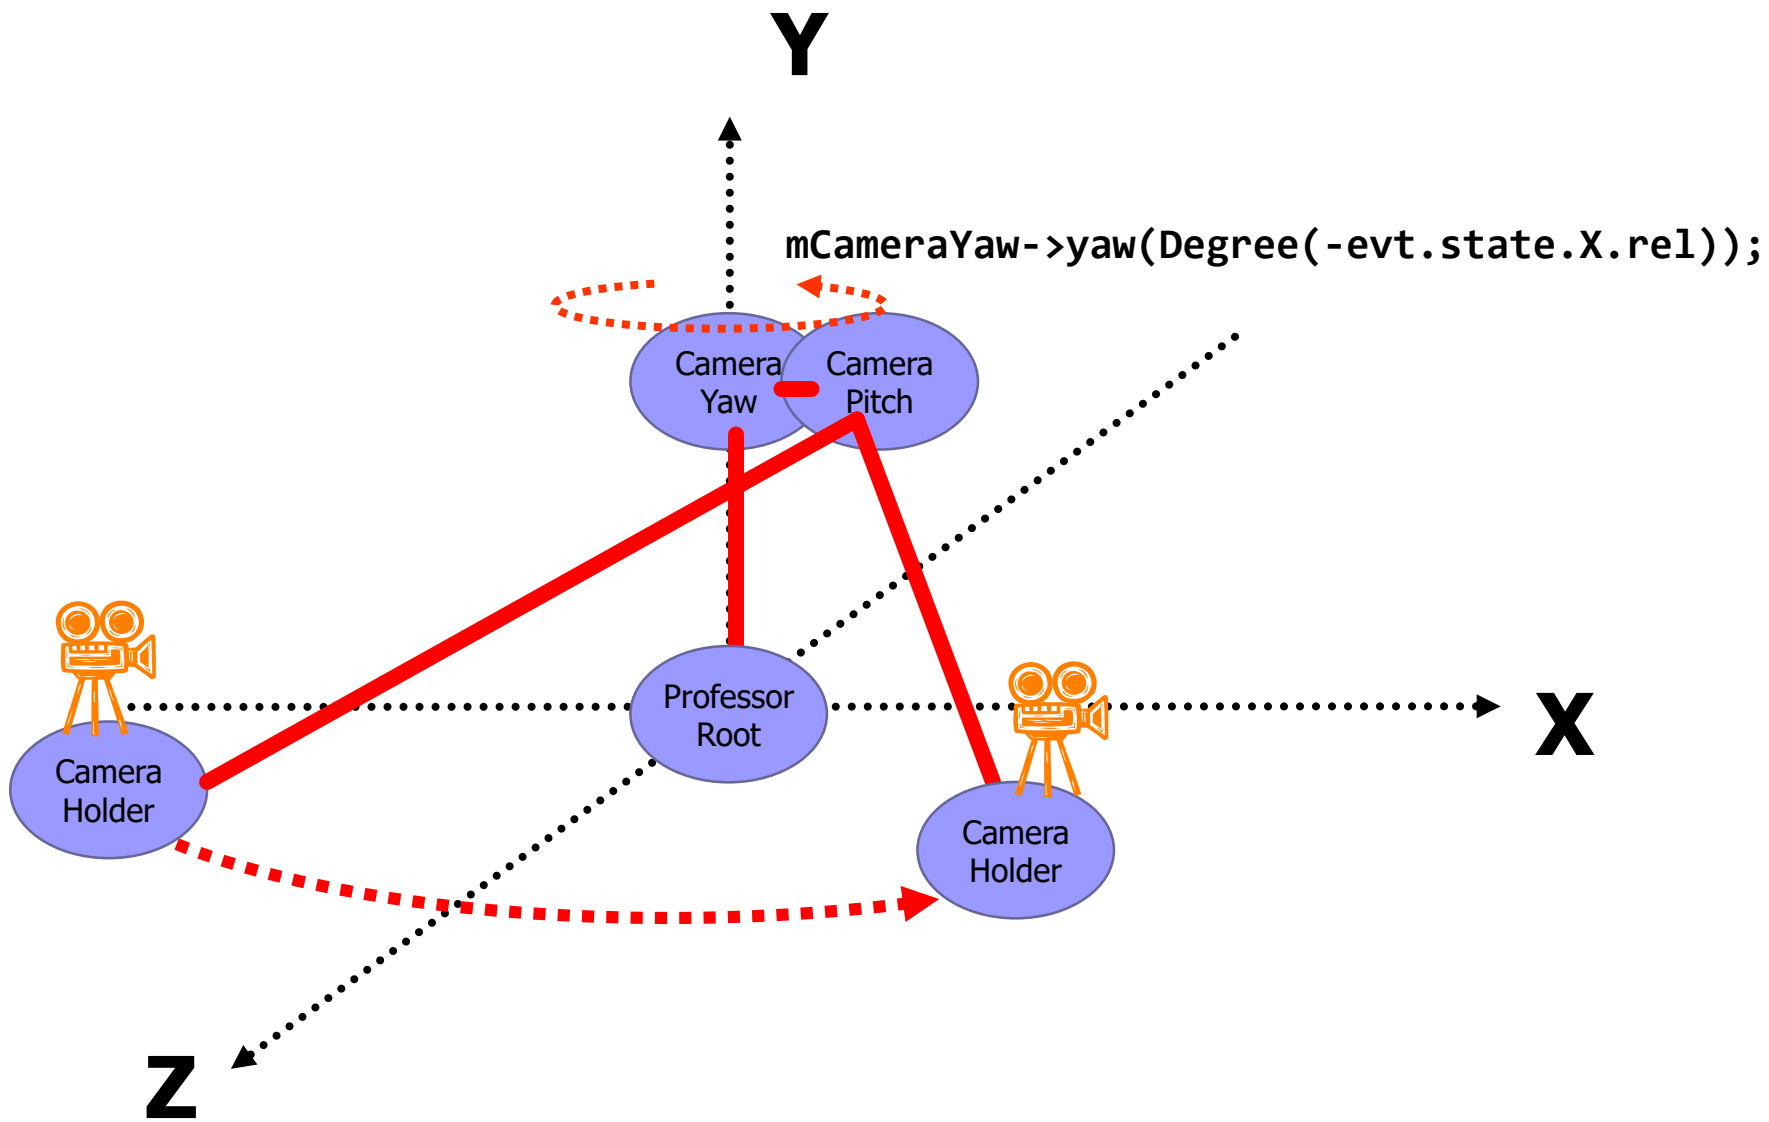 Y
mCameraYaw->yaw(Degree(-evt.state.X.rel));
Camera
Yaw
Camera
Pitch
Professor
Root
X
Camera
Holder
Camera
Holder
Z